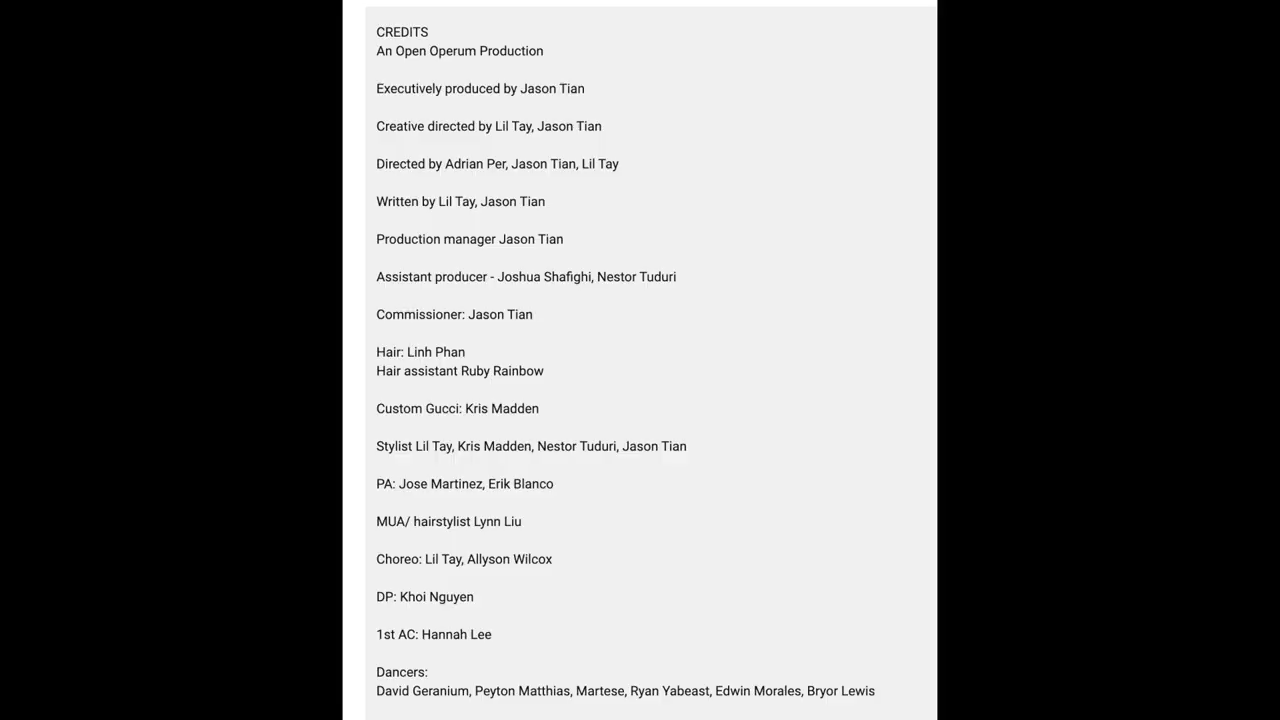 CREDITS
An Open Operum Production
Executively produced by Jason Tian
Creative directed by Lil Tay, Jason Tian
Directed by Adrian Per, Jason Tian, Lil Tay
Written by Lil Tay, Jason Tian
Production manager Jason Tian
Assistant producer - Joshua Shafighi, Nestor Tuduri
Commissioner: Jason Tian
Hair: Linh Phan
Hair assistant Ruby Rainbow
Custom Gucci: Kris Madden
Stylist Lil Tay, Kris Madden, Nestor Tuduri, Jason Tian
PA: Jose Martinez, Erik Blanco
MUA/ hairstylist Lynn Liu
Choreo: Lil Tay, Allyson Wilcox
DP: Khoi Nguyen
1st AC: Hannah Lee
Dancers:
David Geranium, Peyton Matthias, Martese, Ryan Yabeast, Edwin Morales, Bryor Lewis